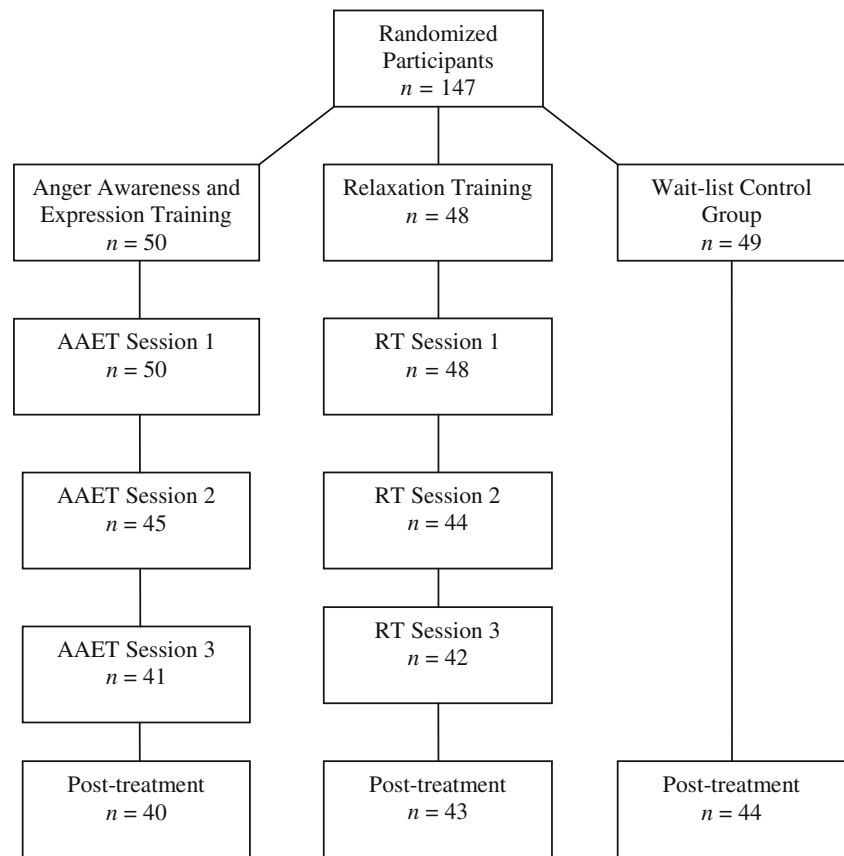 Randomized
Participants
n = 147
Anger Awareness and
Expression Training
n = 50
Relaxation Training
n = 48
Wait-list Control
Group
n = 49
AAET Session 1
n = 50
RT Session 1
n = 48
AAET Session 2
n = 45
RT Session 2
n = 44
AAET Session 3
n = 41
RT Session 3
n = 42
Post-treatment
n = 40
Post-treatment
n = 43
Post-treatment
n = 44